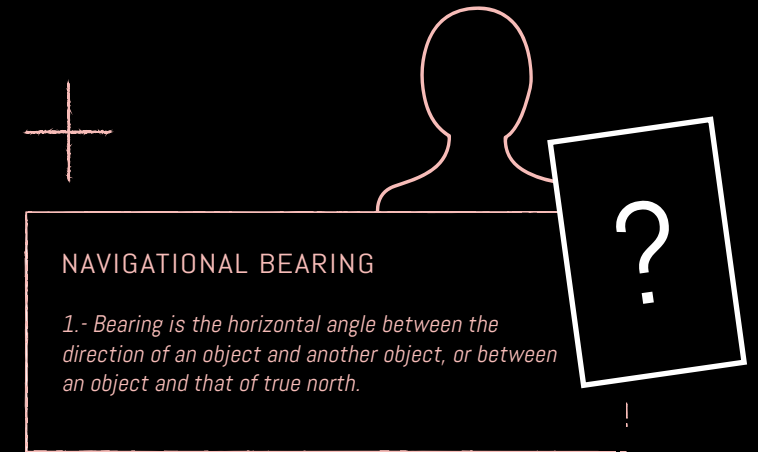 NAVIGATIONAL BEARING
1.- Bearing is the horizontal angle between the
direction of an object and another object, or between
an object and that of true north.
?